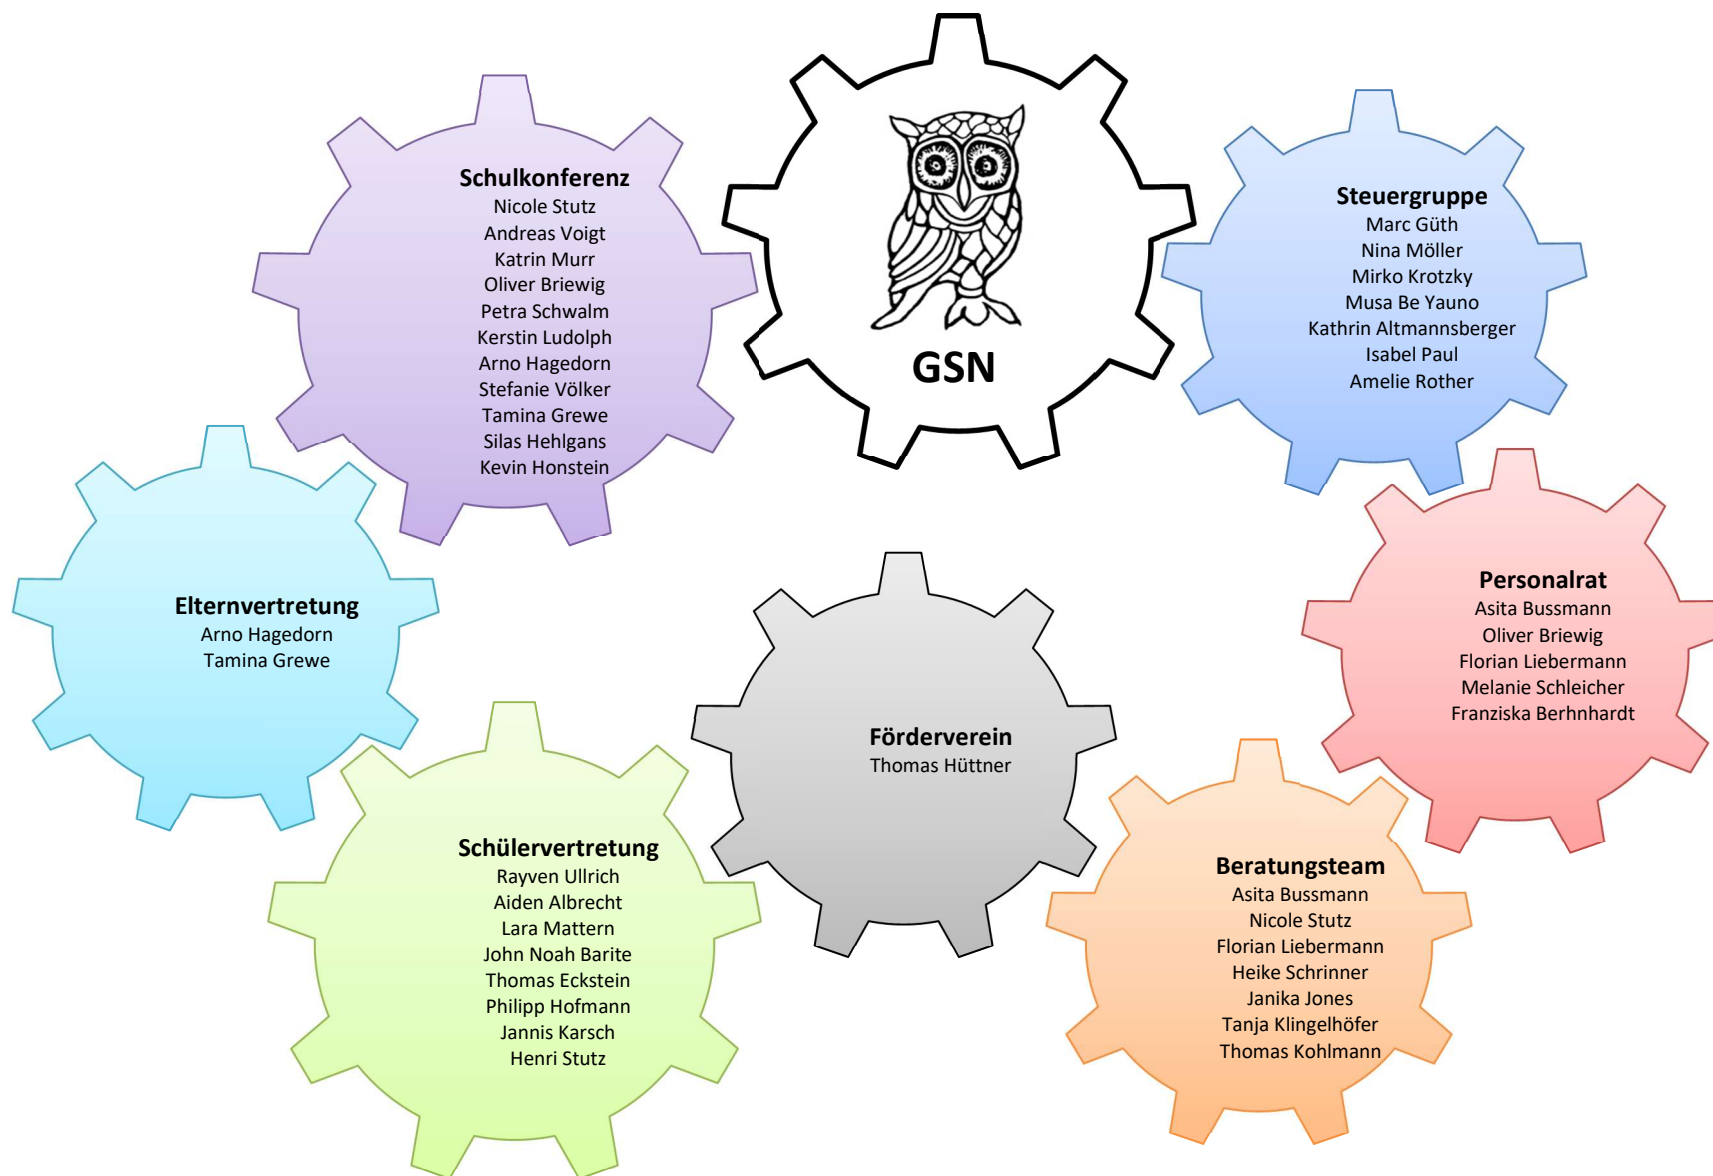 GSN
Schulkonferenz
Nicole Stutz
Andreas Voigt
Katrin Murr
Oliver Briewig
Petra Schwalm
Kerstin Ludolph
Arno Hagedorn
Stefanie Völker
Tamina Grewe
Silas Hehlgans
Kevin Honstein
Steuergruppe
Marc Güth
Nina Möller
Mirko Krotzky
Musa Be Yauno
Kathrin Altmannsberger
Isabel Paul
Amelie Rother
Elternvertretung
Arno Hagedorn
Tamina Grewe
Personalrat
Asita Bussmann
Oliver Briewig
Florian Liebermann
Melanie Schleicher
Franziska Berhnhardt
Förderverein
Thomas Hüttner
Schülervertretung
Rayven Ullrich
Aiden Albrecht
Lara Mattern
John Noah Barite
Thomas Eckstein
Philipp Hofmann
Jannis Karsch
Henri Stutz
Beratungsteam
Asita Bussmann
Nicole Stutz
Florian Liebermann
Heike Schrinner
Janika Jones
Tanja Klingelhöfer
Thomas Kohlmann